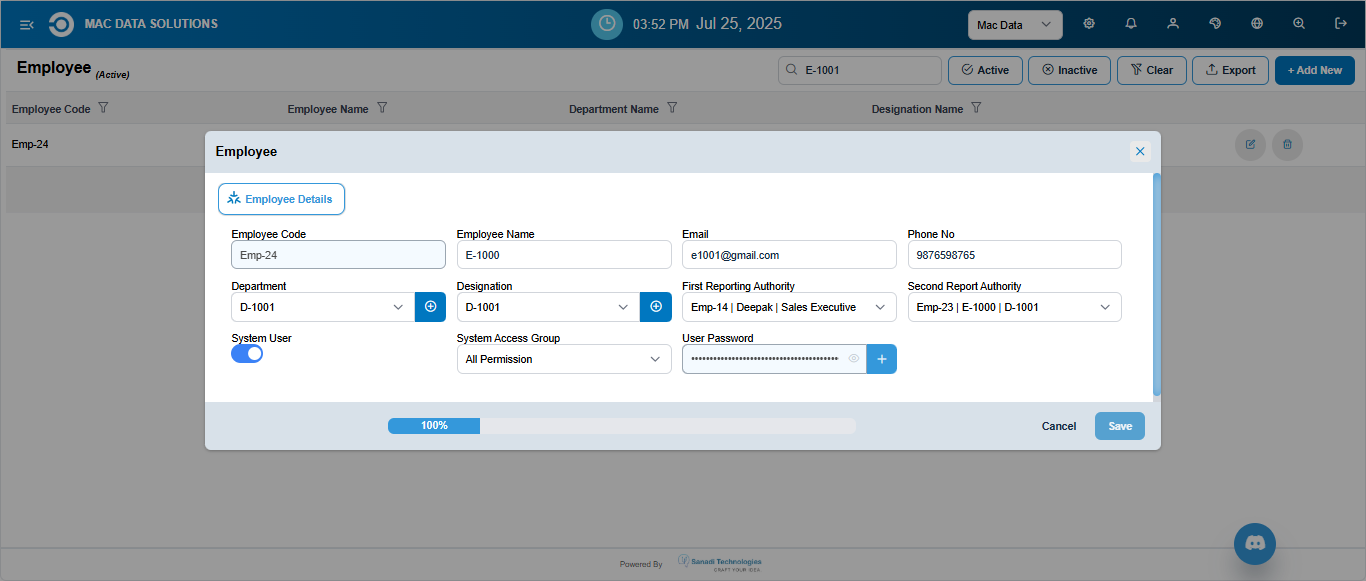 MAC DATA SOLUTIONS 03:52 PM Jul 25, 2025 Mac Data
Employee (Active) E-1001 Active Inactive Clear Export + Add New
Employee Code Employee Name Department Name Designation Name
Emp-24
Employee
Employee Details
Employee Code Employee Name Email Phone No
Emp-24 E-1000 e1001@gmail.com 9876598765
Department Designation First Reporting Authority Second Report Authority
D-1001 D-1001 Emp-14 | Deepak | Sales Executive Emp-23 | E-1000 | D-1001
System User System Access Group User Password
All Permission
100% Cancel Save
Powered By Sanadi Technologies
CRAFT YOUR IDEA